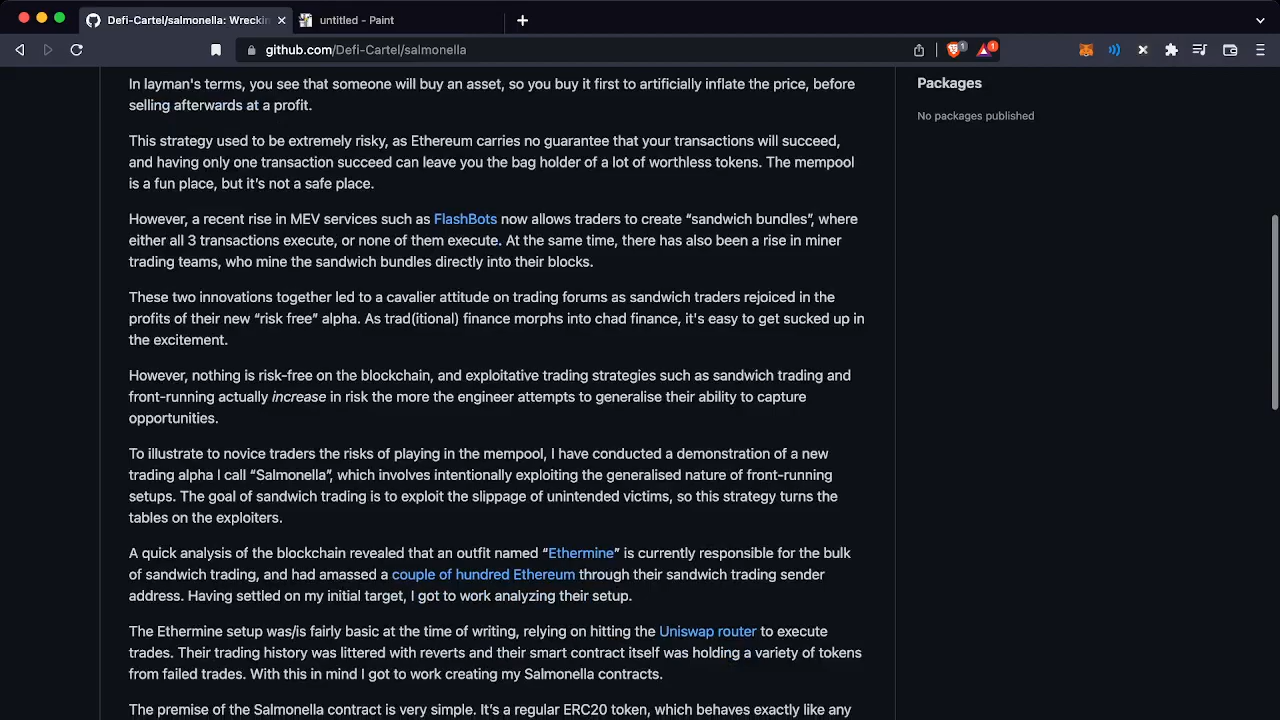 Defi-Cartel/salmonella: Wreckin
untitled - Paint
github.com/Defi-Cartel/salmonella
1
1
In layman's terms, you see that someone will buy an asset, so you buy it first to artificially inflate the price, before
selling afterwards at a profit.
Packages
No packages published
This strategy used to be extremely risky, as Ethereum carries no guarantee that your transactions will succeed,
and having only one transaction succeed can leave you the bag holder of a lot of worthless tokens. The mempool
is a fun place, but it’s not a safe place.
However, a recent rise in MEV services such as FlashBots now allows traders to create “sandwich bundles”, where
either all 3 transactions execute, or none of them execute. At the same time, there has also been a rise in miner
trading teams, who mine the sandwich bundles directly into their blocks.
These two innovations together led to a cavalier attitude on trading forums as sandwich traders rejoiced in the
profits of their new “risk free” alpha. As trad(itional) finance morphs into chad finance, it's easy to get sucked up in
the excitement.
However, nothing is risk-free on the blockchain, and exploitative trading strategies such as sandwich trading and
front-running actually increase in risk the more the engineer attempts to generalise their ability to capture
opportunities.
To illustrate to novice traders the risks of playing in the mempool, I have conducted a demonstration of a new
trading alpha I call “Salmonella”, which involves intentionally exploiting the generalised nature of front-running
setups. The goal of sandwich trading is to exploit the slippage of unintended victims, so this strategy turns the
tables on the exploiters.
A quick analysis of the blockchain revealed that an outfit named “Ethermine” is currently responsible for the bulk
of sandwich trading, and had amassed a couple of hundred Ethereum through their sandwich trading sender
address. Having settled on my initial target, I got to work analyzing their setup.
The Ethermine setup was/is fairly basic at the time of writing, relying on hitting the Uniswap router to execute
trades. Their trading history was littered with reverts and their smart contract itself was holding a variety of tokens
from failed trades. With this in mind I got to work creating my Salmonella contracts.
The premise of the Salmonella contract is very simple. It’s a regular ERC20 token, which behaves exactly like any